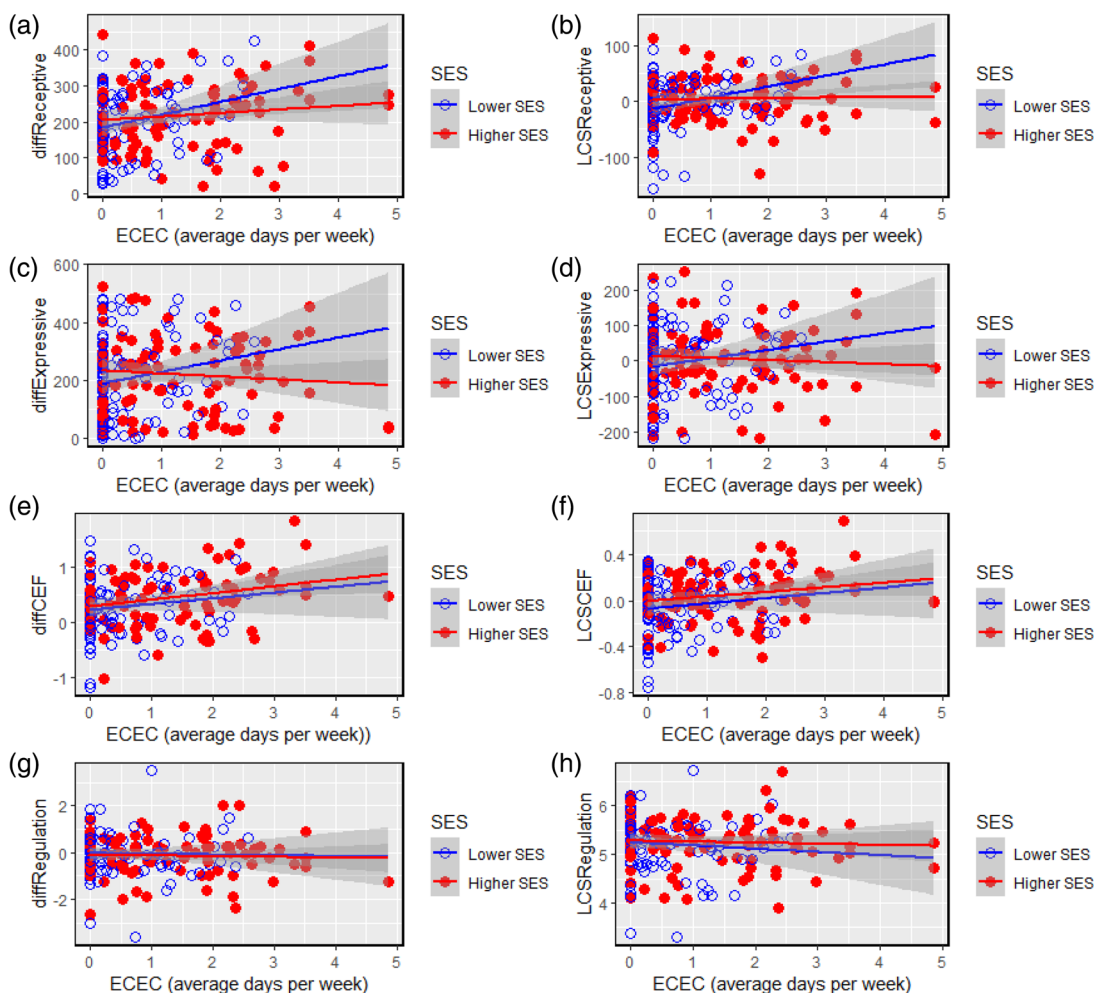 (a)
diffReceptive
400
300
200
100
0
0 1 2 3 4 5
ECEC (average days per week)
SES
Lower SES
Higher SES
(b)
LCSReceptive
100
0
-100
0 1 2 3 4 5
ECEC (average days per week)
SES
Lower SES
Higher SES
(c)
diffExpressive
600
400
200
0
0 1 2 3 4 5
ECEC (average days per week)
SES
Lower SES
Higher SES
(d)
LCSExpressive
200
100
0
-100
-200
0 1 2 3 4 5
ECEC (average days per week)
SES
Lower SES
Higher SES
(e)
diffCEF
1
0
-1
0 1 2 3 4 5
ECEC (average days per week))
SES
Lower SES
Higher SES
(f)
LCSCEF
0.4
0.0
-0.4
-0.8
0 1 2 3 4 5
ECEC (average days per week)
SES
Lower SES
Higher SES
(g)
diffRegulation
2
0
-2
0 1 2 3 4 5
ECEC (average days per week)
SES
Lower SES
Higher SES
(h)
LCSRegulation
6
5
4
0 1 2 3 4 5
ECEC (average days per week)
SES
Lower SES
Higher SES